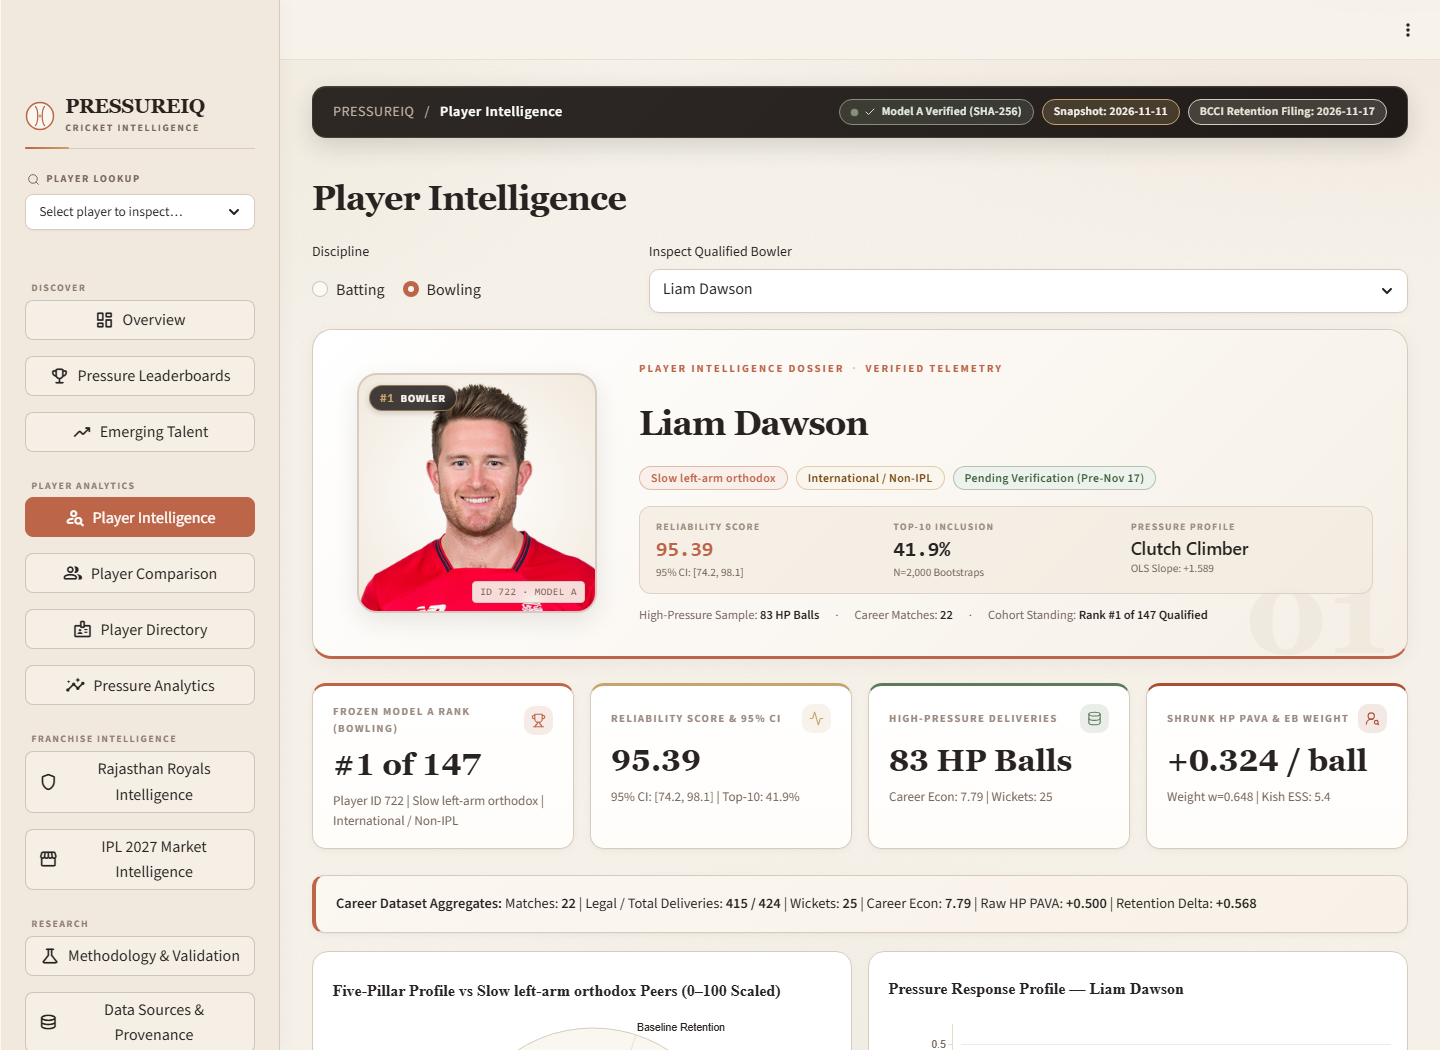 PRESSUREIQ
CRICKET INTELLIGENCE
PLAYER LOOKUP
Select player to inspect...
DISCOVER
Overview
Pressure Leaderboards
Emerging Talent
PLAYER ANALYTICS
Player Intelligence
Player Comparison
Player Directory
Pressure Analytics
FRANCHISE INTELLIGENCE
Rajasthan Royals
Intelligence
IPL 2027 Market
Intelligence
RESEARCH
Methodology & Validation
Data Sources &
Provenance
PRESSUREIQ / Player Intelligence
✓ Model A Verified (SHA-256)
Snapshot: 2026-11-11
BCCI Retention Filing: 2026-11-17
Player Intelligence
Discipline
Batting
Bowling
Inspect Qualified Bowler
Liam Dawson
#1 BOWLER
ID 722 · MODEL A
PLAYER INTELLIGENCE DOSSIER · VERIFIED TELEMETRY
Liam Dawson
Slow left-arm orthodox
International / Non-IPL
Pending Verification (Pre-Nov 17)
RELIABILITY SCORE
95.39
95% CI: [74.2, 98.1]
TOP-10 INCLUSION
41.9%
N=2,000 Bootstraps
PRESSURE PROFILE
Clutch Climber
OLS Slope: +1.589
High-Pressure Sample: 83 HP Balls · Career Matches: 22 · Cohort Standing: Rank #1 of 147 Qualified
01
FROZEN MODEL A RANK
(BOWLING)
#1 of 147
Player ID 722 | Slow left-arm orthodox |
International / Non-IPL
RELIABILITY SCORE & 95% CI
95.39
95% CI: [74.2, 98.1] | Top-10: 41.9%
HIGH-PRESSURE DELIVERIES
83 HP Balls
Career Econ: 7.79 | Wickets: 25
SHRUNK HP PAVA & EB WEIGHT
+0.324 / ball
Weight w=0.648 | Kish ESS: 5.4
Career Dataset Aggregates: Matches: 22 | Legal / Total Deliveries: 415 / 424 | Wickets: 25 | Career Econ: 7.79 | Raw HP PAVA: +0.500 | Retention Delta: +0.568
Five-Pillar Profile vs Slow left-arm orthodox Peers (0–100 Scaled)
Baseline Retention
Pressure Response Profile — Liam Dawson
0.5